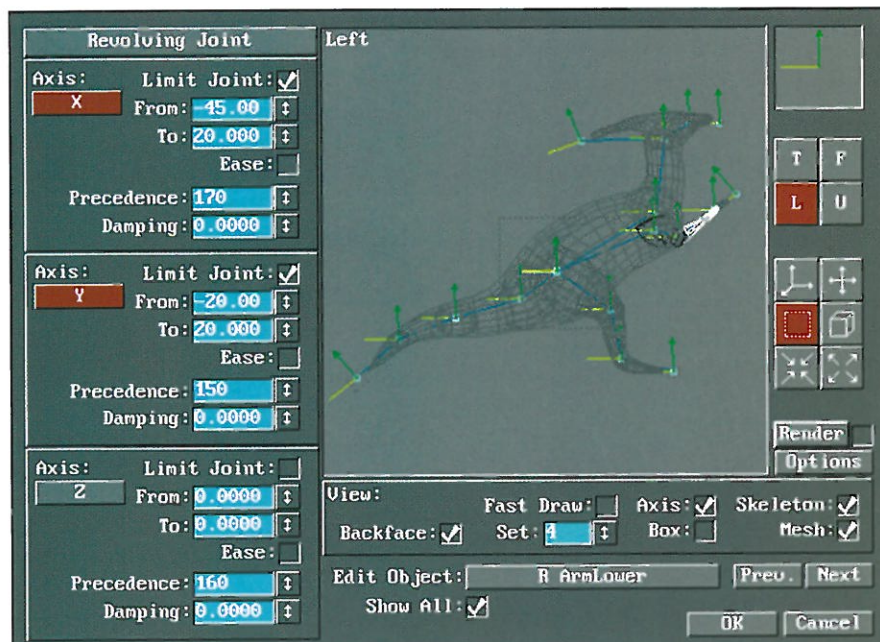 Revolving Joint
Axis: Limit Joint:
X From: -45.00
To: 20.000
Ease:
Precedence: 170
Damping: 0.0000
Axis: Limit Joint:
Y From: -20.00
To: 20.000
Ease:
Precedence: 150
Damping: 0.0000
Axis: Limit Joint:
Z From: 0.0000
To: 0.0000
Ease:
Precedence: 160
Damping: 0.0000
Left
T F
L U
Render
Options
View:
Fast Draw: Axis: Skeleton:
Backface: Set: 4 Box: Mesh:
Edit Object: R ArmLower Prev. Next
Show All:
OK Cancel